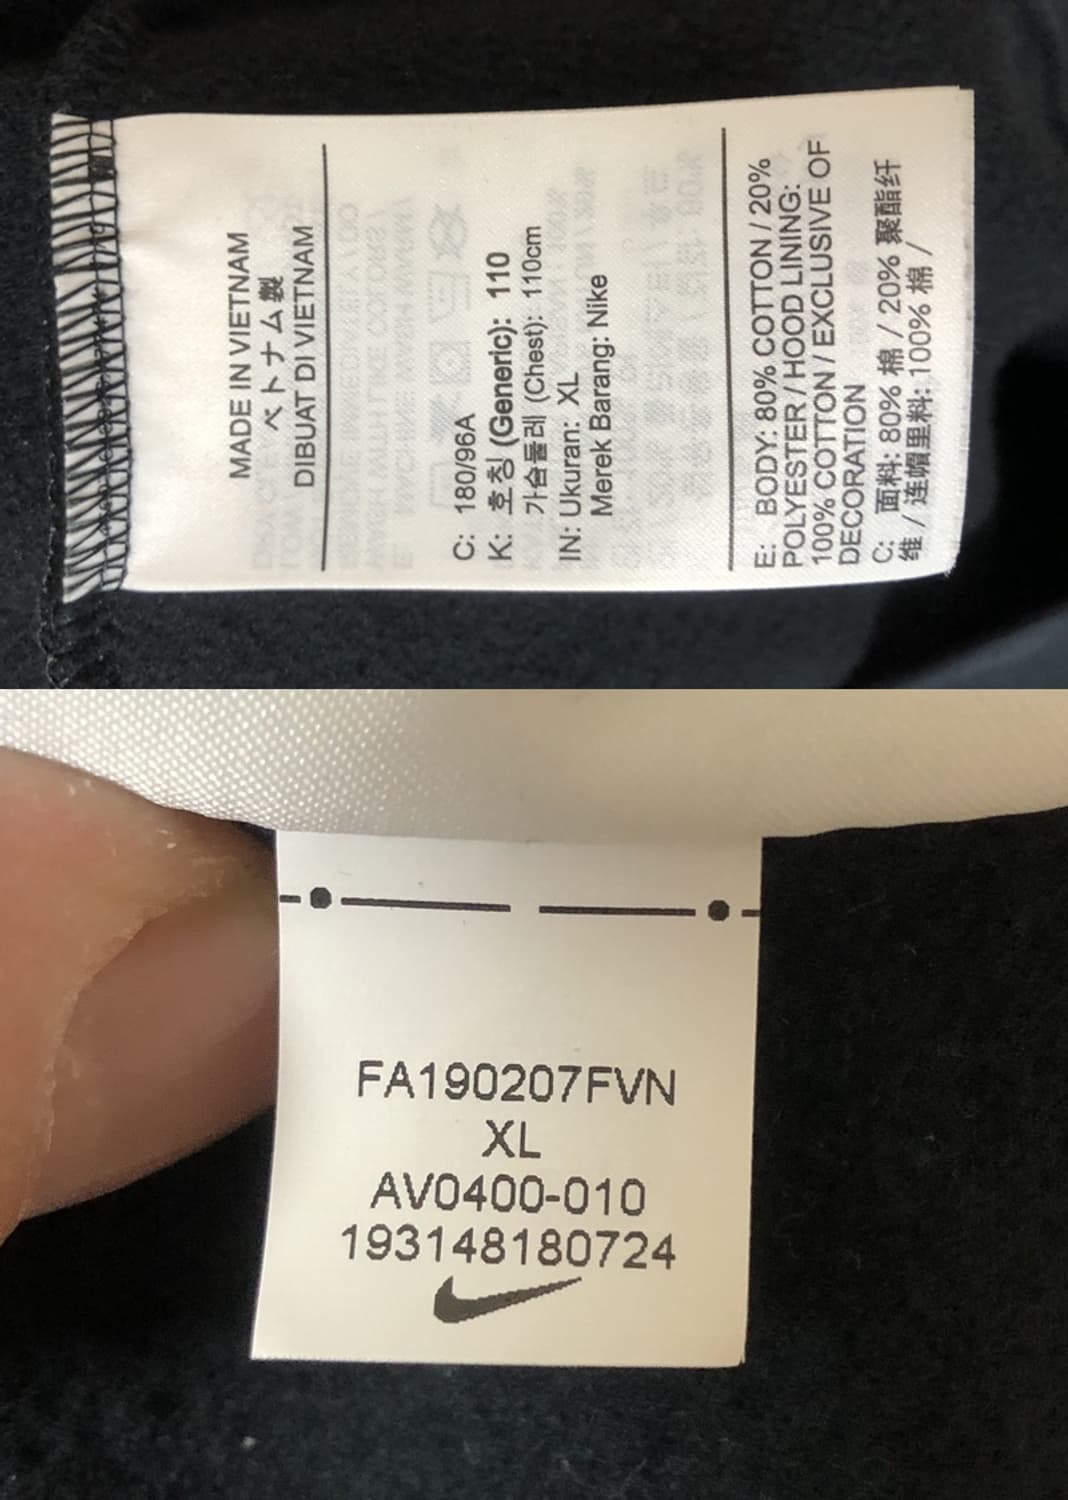 MADE IN VIETNAM
ベトナム製
DIBUAT DI VIETNAM
C: 180/96A
K: 호칭 (Generic): 110
가슴둘레 (Chest): 110cm
IN: Ukuran: XL
Merek Barang: Nike
E: BODY: 80% COTTON / 20%
POLYESTER / HOOD LINING:
100% COTTON / EXCLUSIVE OF
DECORATION
C: 面料: 80% 棉 / 20% 聚酯纤
维 / 连帽里料: 100% 棉 /
FA190207FVN
XL
AV0400-010
193148180724